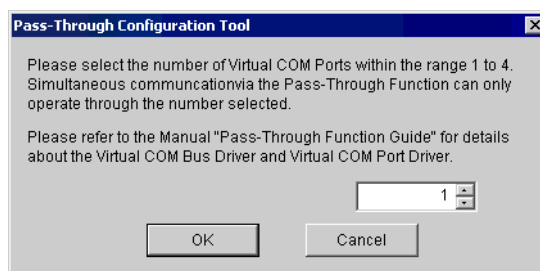 Pass-Through Configuration Tool
Please select the number of Virtual COM Ports within the range 1 to 4.
Simultaneous communcationvia the Pass-Through Function can only
operate through the number selected.
Please refer to the Manual "Pass-Through Function Guide" for details
about the Virtual COM Bus Driver and Virtual COM Port Driver.
1
OK Cancel